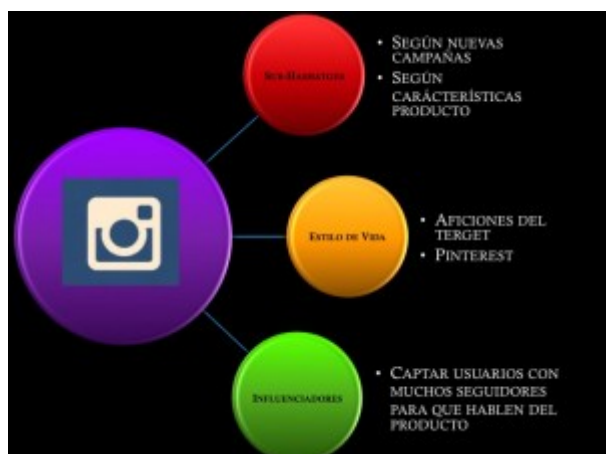 SUB-HASHATGTS
• SEGÚN NUEVAS
CAMPAÑAS
• SEGÚN
CARÁCTERÍSTICAS
PRODUCTO
ESTILO DE VIDA
• AFICIONES DEL
TERGET
• PINTEREST
INFLUENCIADORES
• CAPTAR USUARIOS CON
MUCHOS SEGUIDORES
PARA QUE HABLEN DEL
PRODUCTO